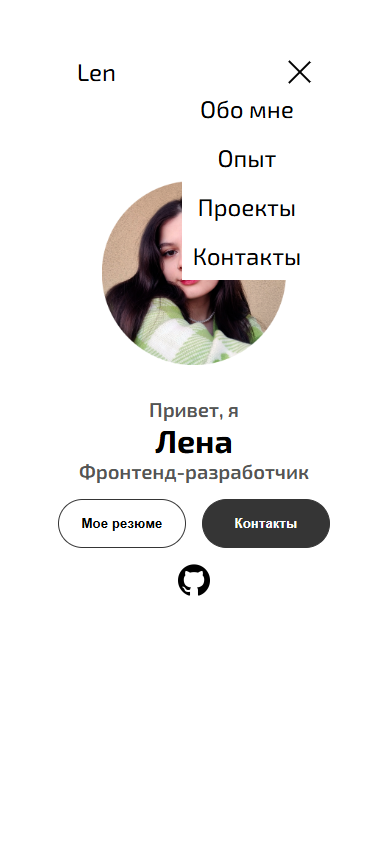 Len
Обо мне
Опыт
Проекты
Контакты
Привет, я
Лена
Фронтенд-разработчик
Мое резюме
Контакты